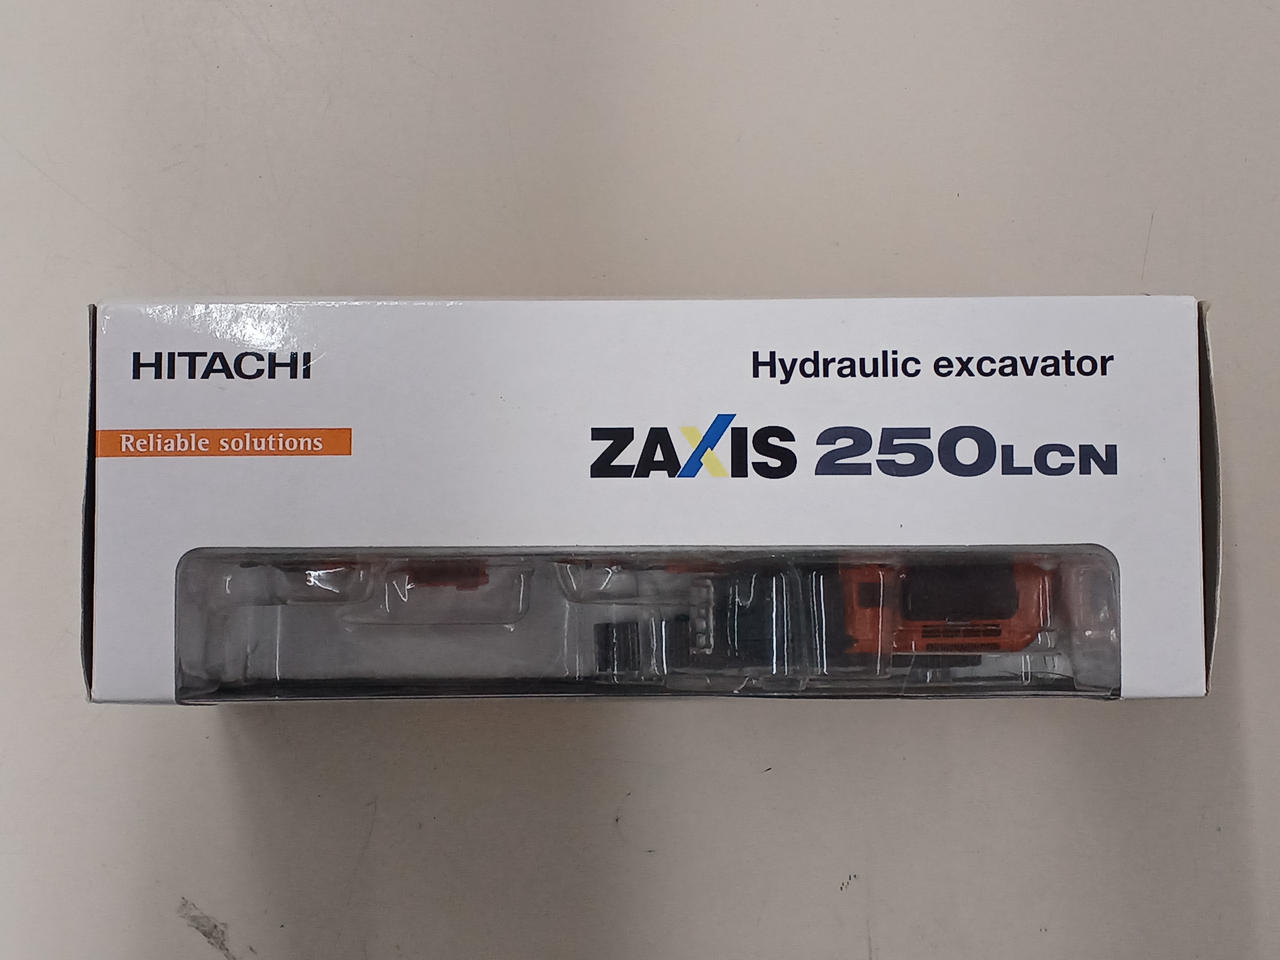 HITACHI
Reliable solutions
Hydraulic excavator
ZAXIS 250LCN